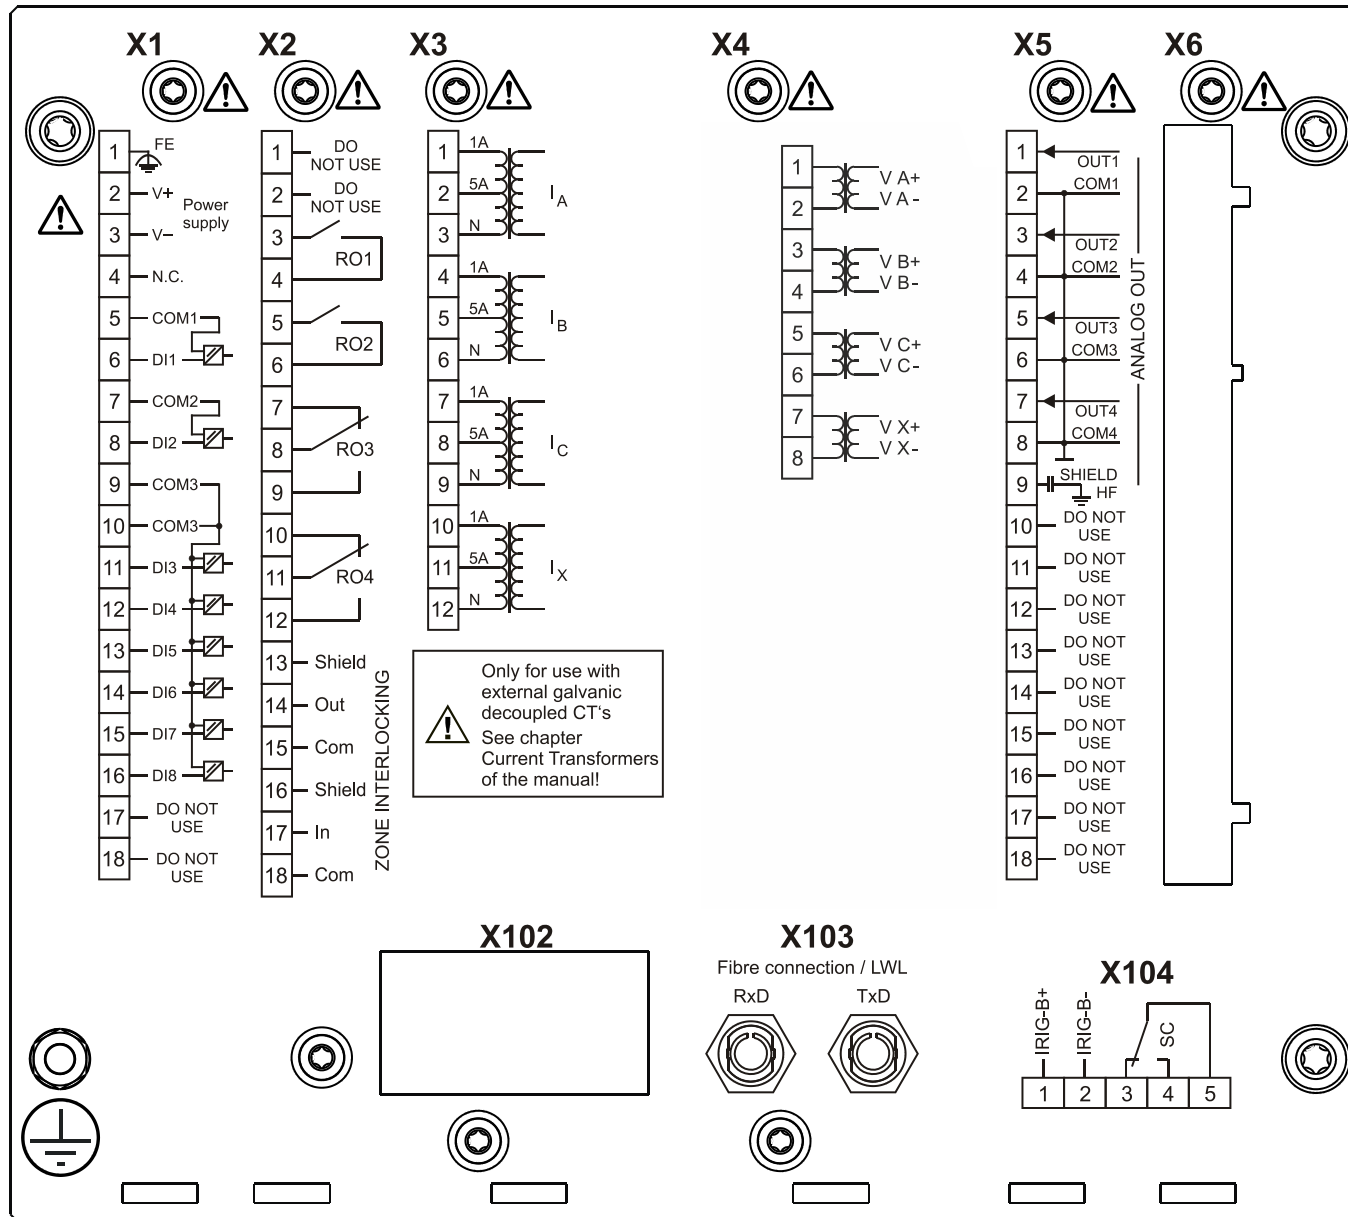 X1
X2
X3
X4
X5
X6
1 FE
2 V+
Power
supply
3 V–
4 N.C.
5 COM1
6 DI1
7 COM2
8 DI2
9 COM3
10 COM3
11 DI3
12 DI4
13 DI5
14 DI6
15 DI7
16 DI8
17 DO NOT
USE
18 DO NOT
USE
1 DO
NOT USE
2 DO
NOT USE
3
RO1
4
5
RO2
6
7
8 RO3
9
10
11 RO4
12
13 Shield
14 Out
15 Com
16 Shield
17 In
18 Com
ZONE INTERLOCKING
1 1A
2 5A
IA
3 N
4 1A
5 5A
IB
6 N
7 1A
8 5A
IC
9 N
10 1A
11 5A
IX
12 N
Only for use with
external galvanic
decoupled CT‘s
See chapter
Current Transformers
of the manual!
1 V A+
2 V A-
3 V B+
4 V B-
5 V C+
6 V C-
7 V X+
8 V X-
1 OUT1
2 COM1
3 OUT2
4 COM2
5 OUT3
6 COM3
7 OUT4
8 COM4
9 SHIELD
HF
ANALOG OUT
10 DO NOT
USE
11 DO NOT
USE
12 DO NOT
USE
13 DO NOT
USE
14 DO NOT
USE
15 DO NOT
USE
16 DO NOT
USE
17 DO NOT
USE
18 DO NOT
USE
X102
X103
Fibre connection / LWL
RxD
TxD
X104
IRIG-B+
IRIG-B-
SC
1 2 3 4 5